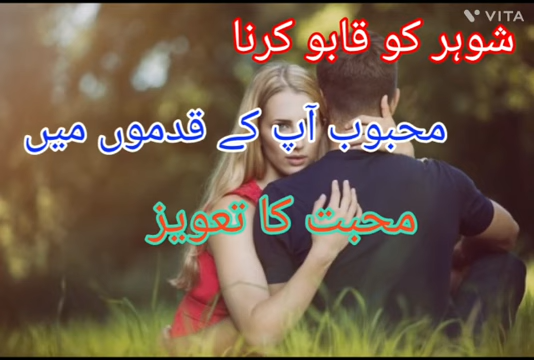 VITA
شوہر کو قابو کرنا
محبوب آپ کے قدموں میں
محبت کا تعویز